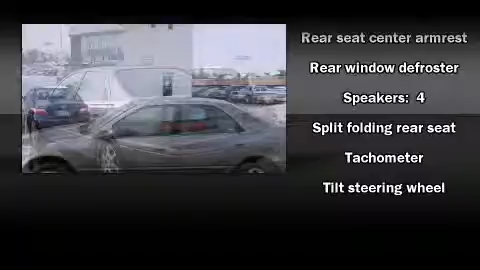 Rear seat center armrest
Rear window defroster
Speakers: 4
Split folding rear seat
Tachometer
Tilt steering wheel